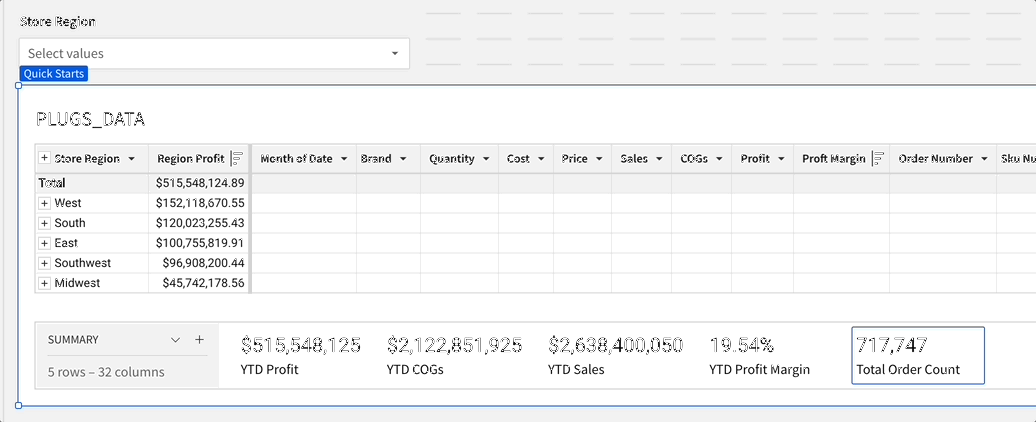 Store Region
Select values
Quick Starts
PLUGS_DATA
Store Region Region Profit Month of Date Brand Quantity Cost Price Sales COGs Profit Proft Margin Order Number Sku Nu
Total $515,548,124.89
West $152,118,670.55
South $120,023,255.43
East $100,755,819.91
Southwest $96,908,200.44
Midwest $45,742,178.56
SUMMARY
5 rows – 32 columns
$515,548,125 $2,122,851,925 $2,638,400,050 19.54% 717,747
YTD Profit YTD COGs YTD Sales YTD Profit Margin Total Order Count